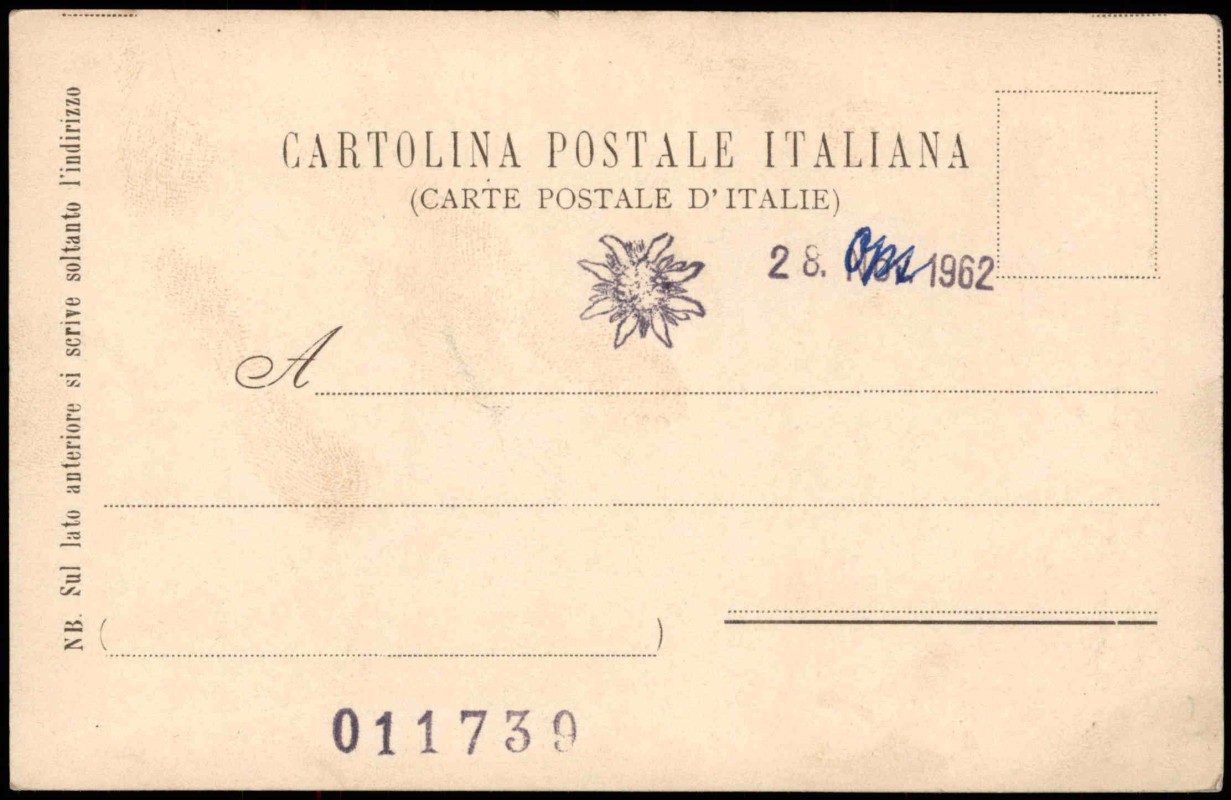 CARTOLINA POSTALE ITALIANA
(CARTE POSTALE D'ITALIE)
28. 1962
A
NB. Sul lato anteriore si scrive soltanto l'indirizzo
011739